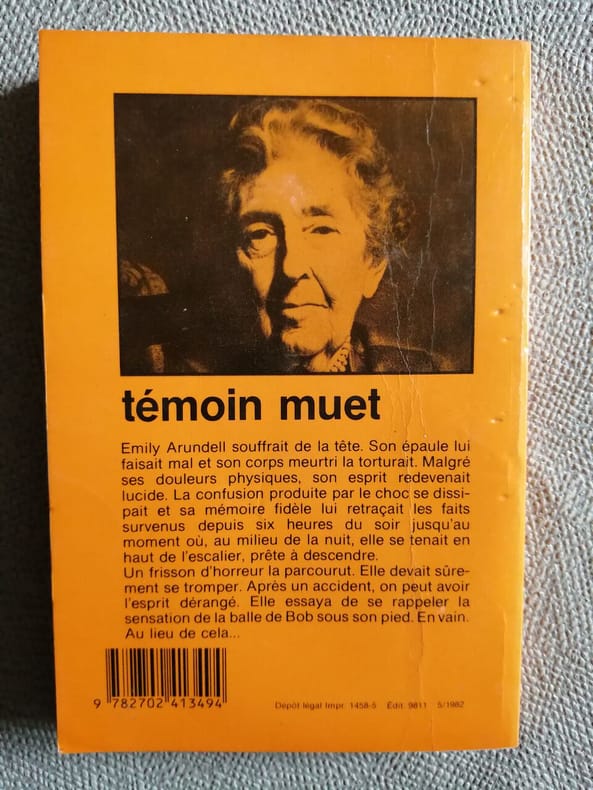 témoin muet
Emily Arundell souffrait de la tête. Son épaule lui
faisait mal et son corps meurtri la torturait. Malgré
ses douleurs physiques, son esprit redevenait
lucide. La confusion produite par le choc se dissi-
pait et sa mémoire fidèle lui retraçait les faits
survenus depuis six heures du soir jusqu'au
moment où, au milieu de la nuit, elle se tenait en
haut de l'escalier, prête à descendre.
Un frisson d'horreur la parcourut. Elle devait sûre-
ment se tromper. Après un accident, on peut avoir
l'esprit dérangé. Elle essaya de se rappeler la
sensation de la balle de Bob sous son pied. En vain.
Au lieu de cela...
9 782702 413494
Dépôt légal Impr. 1458-5 Édit. 9811 5/1982